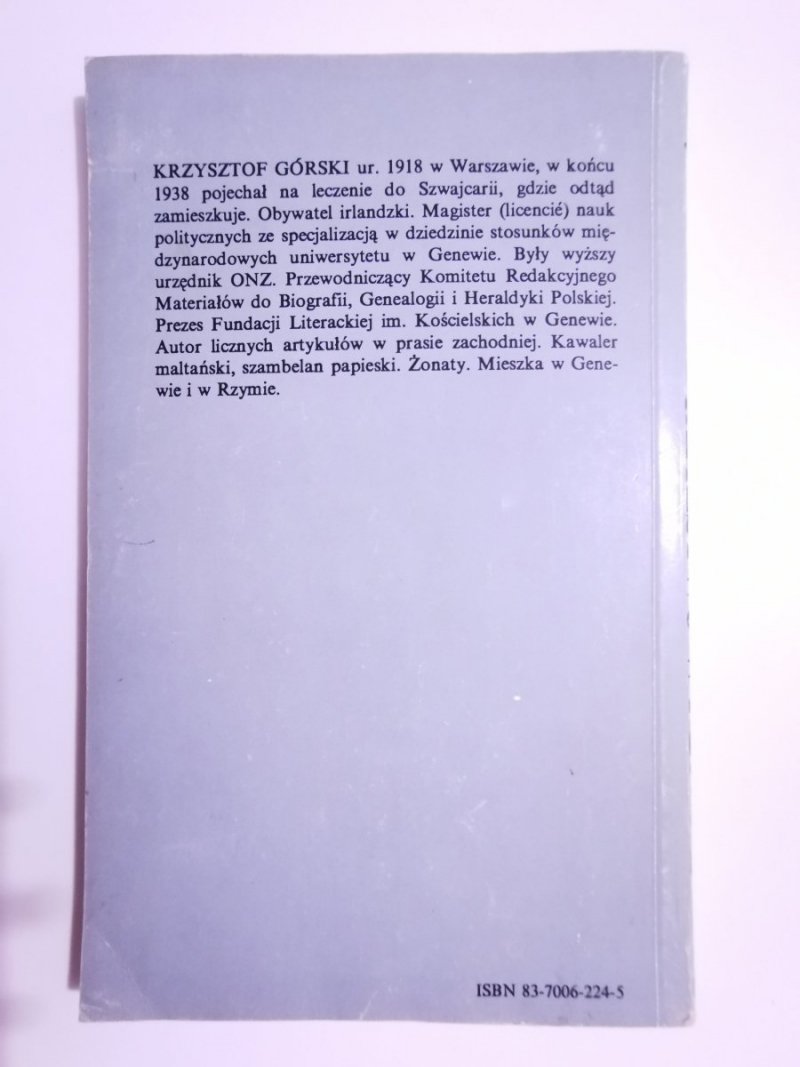 KRZYSZTOF GÓRSKI ur. 1918 w Warszawie, w końcu
1938 pojechał na leczenie do Szwajcarii, gdzie odtąd
zamieszkuje. Obywatel irlandzki. Magister (licencié) nauk
politycznych ze specjalizacją w dziedzinie stosunków mię-
dzynarodowych uniwersytetu w Genewie. Były wyższy
urzędnik ONZ. Przewodniczący Komitetu Redakcyjnego
Materiałów do Biografii, Genealogii i Heraldyki Polskiej.
Prezes Fundacji Literackiej im. Kościelskich w Genewie.
Autor licznych artykułów w prasie zachodniej. Kawaler
maltański, szambelan papieski. Żonaty. Mieszka w Gene-
wie i w Rzymie.
ISBN 83-7006-224-5